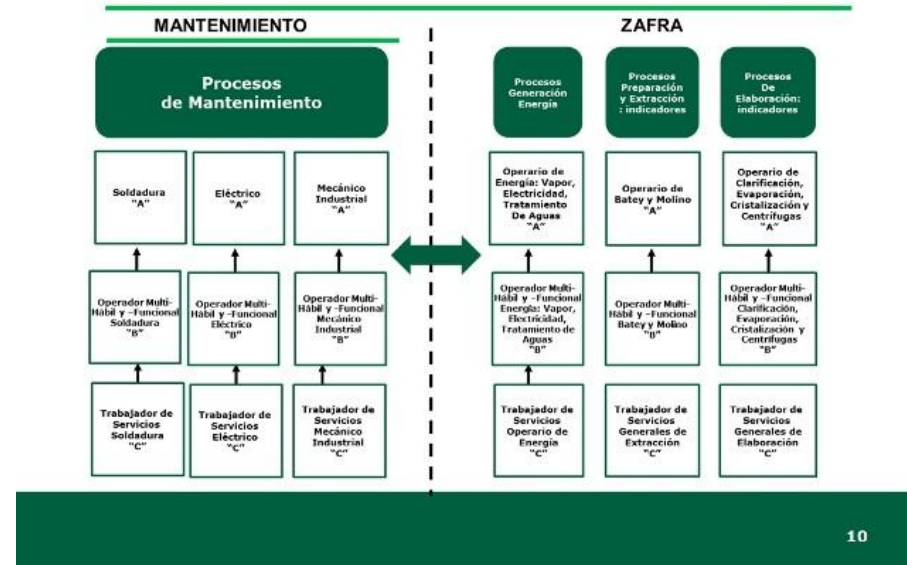 MANTENIMIENTO
ZAFRA
Procesos
de Mantenimiento
Procesos
Generación
Energía
Procesos
Preparación
y Extracción
: indicadores
Procesos
De
Elaboración:
indicadores
Soldadura
"A"
Eléctrico
"A"
Mecánico
Industrial
"A"
Operario de
Energía: Vapor,
Electricidad,
Tratamiento
De Aguas
"A"
Operario de
Batey y Molino
"A"
Operario de
Clarificación,
Evaporación,
Cristalización y
Centrífugas
"A"
Operador Multi-
Hábil y -Funcional
Soldadura
"B"
Operador Multi-
Hábil y -Funcional
Eléctrico
"B"
Operador Multi-
Hábil y -Funcional
Mecánico
Industrial
"B"
Operador Multi-
Hábil y -Funcional
Energía: Vapor,
Electricidad,
Tratamiento de
Aguas
"B"
Operador Multi-
Hábil y -Funcional
Batey y Molino
"B"
Operador Multi-
Hábil y -Funcional
Clarificación,
Evaporación,
Cristalización y
Centrífugas
"B"
Trabajador de
Servicios
Soldadura
"C"
Trabajador de
Servicios
Eléctrico
"C"
Trabajador de
Servicios
Mecánico
Industrial
"C"
Trabajador de
Servicios
Operario de
Energía
"C"
Trabajador de
Servicios
Generales de
Extracción
"C"
Trabajador de
Servicios
Generales de
Elaboración
"C"
10